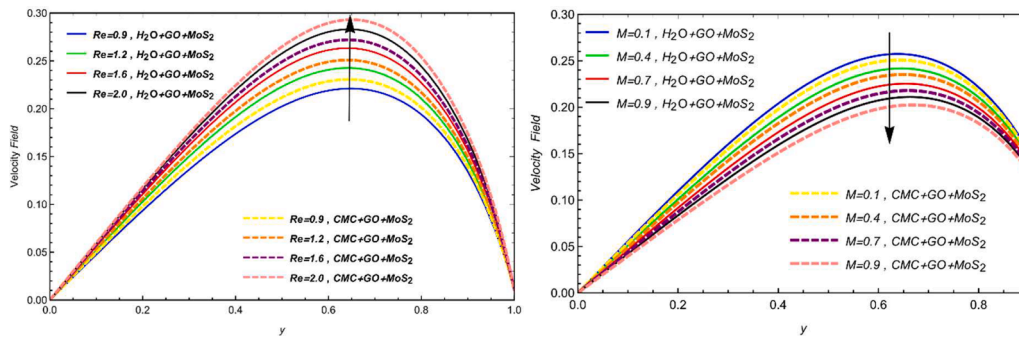 Re=0.9 , H2O+GO+MoS2
Re=1.2 , H2O+GO+MoS2
Re=1.6 , H2O+GO+MoS2
Re=2.0 , H2O+GO+MoS2
Re=0.9 , CMC+GO+MoS2
Re=1.2 , CMC+GO+MoS2
Re=1.6 , CMC+GO+MoS2
Re=2.0 , CMC+GO+MoS2
Velocity Field
0.30
0.25
0.20
0.15
0.10
0.05
0.00
0.0 0.2 0.4 0.6 0.8 1.0
y
M=0.1 , H2O+GO+MoS2
M=0.4 , H2O+GO+MoS2
M=0.7 , H2O+GO+MoS2
M=0.9 , H2O+GO+MoS2
M=0.1 , CMC+GO+MoS2
M=0.4 , CMC+GO+MoS2
M=0.7 , CMC+GO+MoS2
M=0.9 , CMC+GO+MoS2
Velocity Field
0.30
0.25
0.20
0.15
0.10
0.05
0.00
0.0 0.2 0.4 0.6 0.8
y